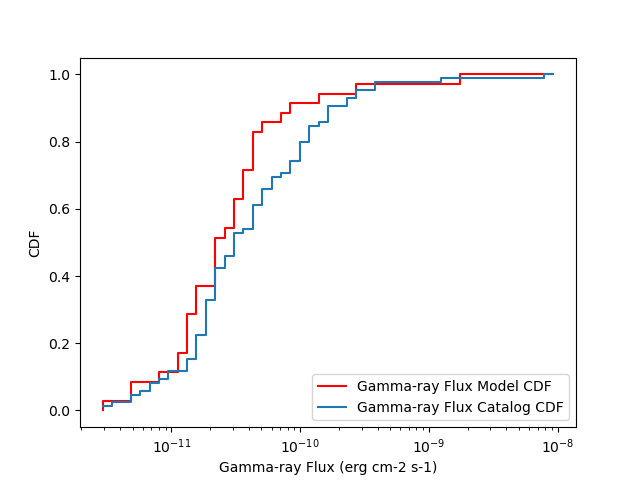 1.0
0.8
0.6
0.4
0.2
0.0
CDF
10⁻¹¹
10⁻¹⁰
10⁻⁹
10⁻⁸
Gamma-ray Flux (erg cm-2 s-1)
Gamma-ray Flux Model CDF
Gamma-ray Flux Catalog CDF